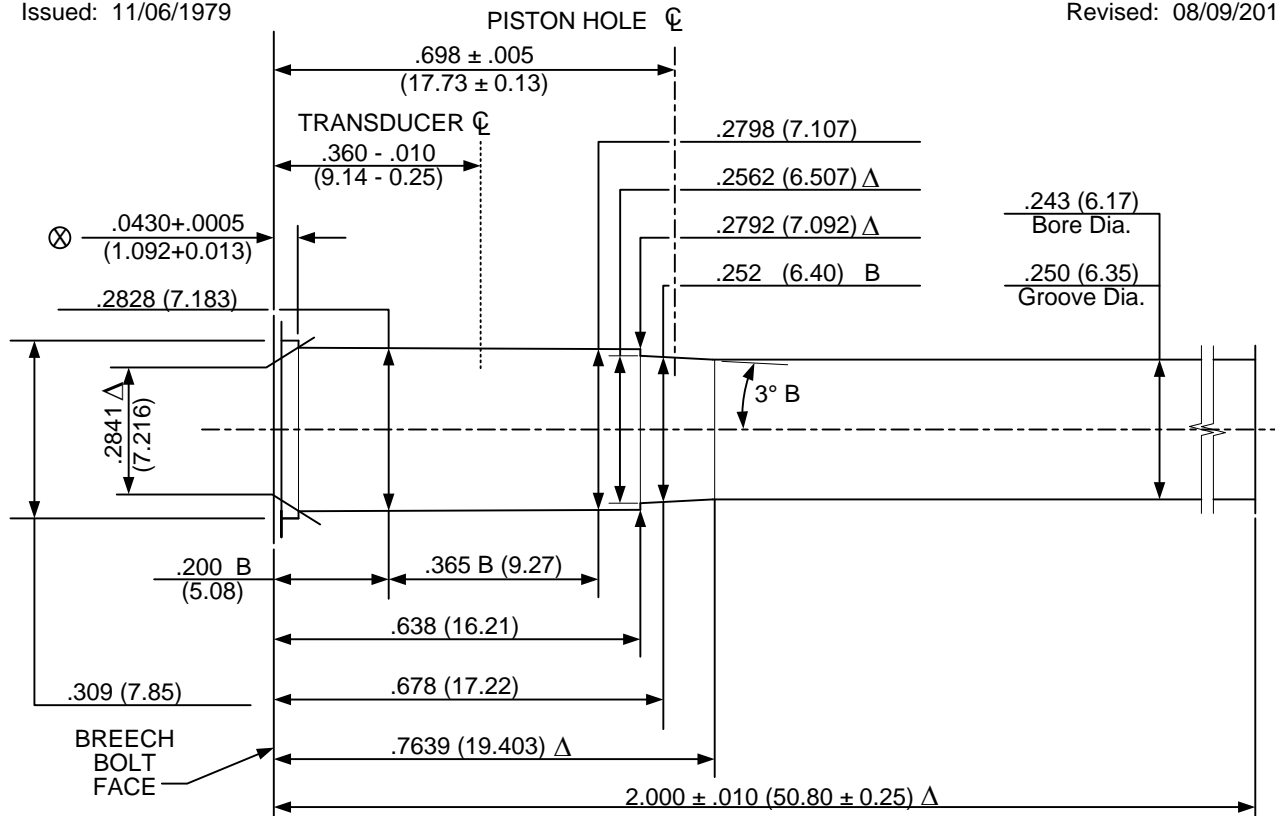 Issued: 11/06/1979
Revised: 08/09/201
PISTON HOLE ℄
.698 ± .005
(17.73 ± 0.13)
TRANSDUCER ℄
.360 - .010
(9.14 - 0.25)
.2798 (7.107)
.2562 (6.507) Δ
.2792 (7.092) Δ
.252 (6.40) B
.243 (6.17)
Bore Dia.
.250 (6.35)
Groove Dia.
⊗ .0430+.0005
(1.092+0.013)
.2828 (7.183)
.2841 Δ
(7.216)
3° B
.200 B
(5.08)
.365 B (9.27)
.638 (16.21)
.309 (7.85)
.678 (17.22)
BREECH
BOLT
FACE
.7639 (19.403) Δ
2.000 ± .010 (50.80 ± 0.25) Δ